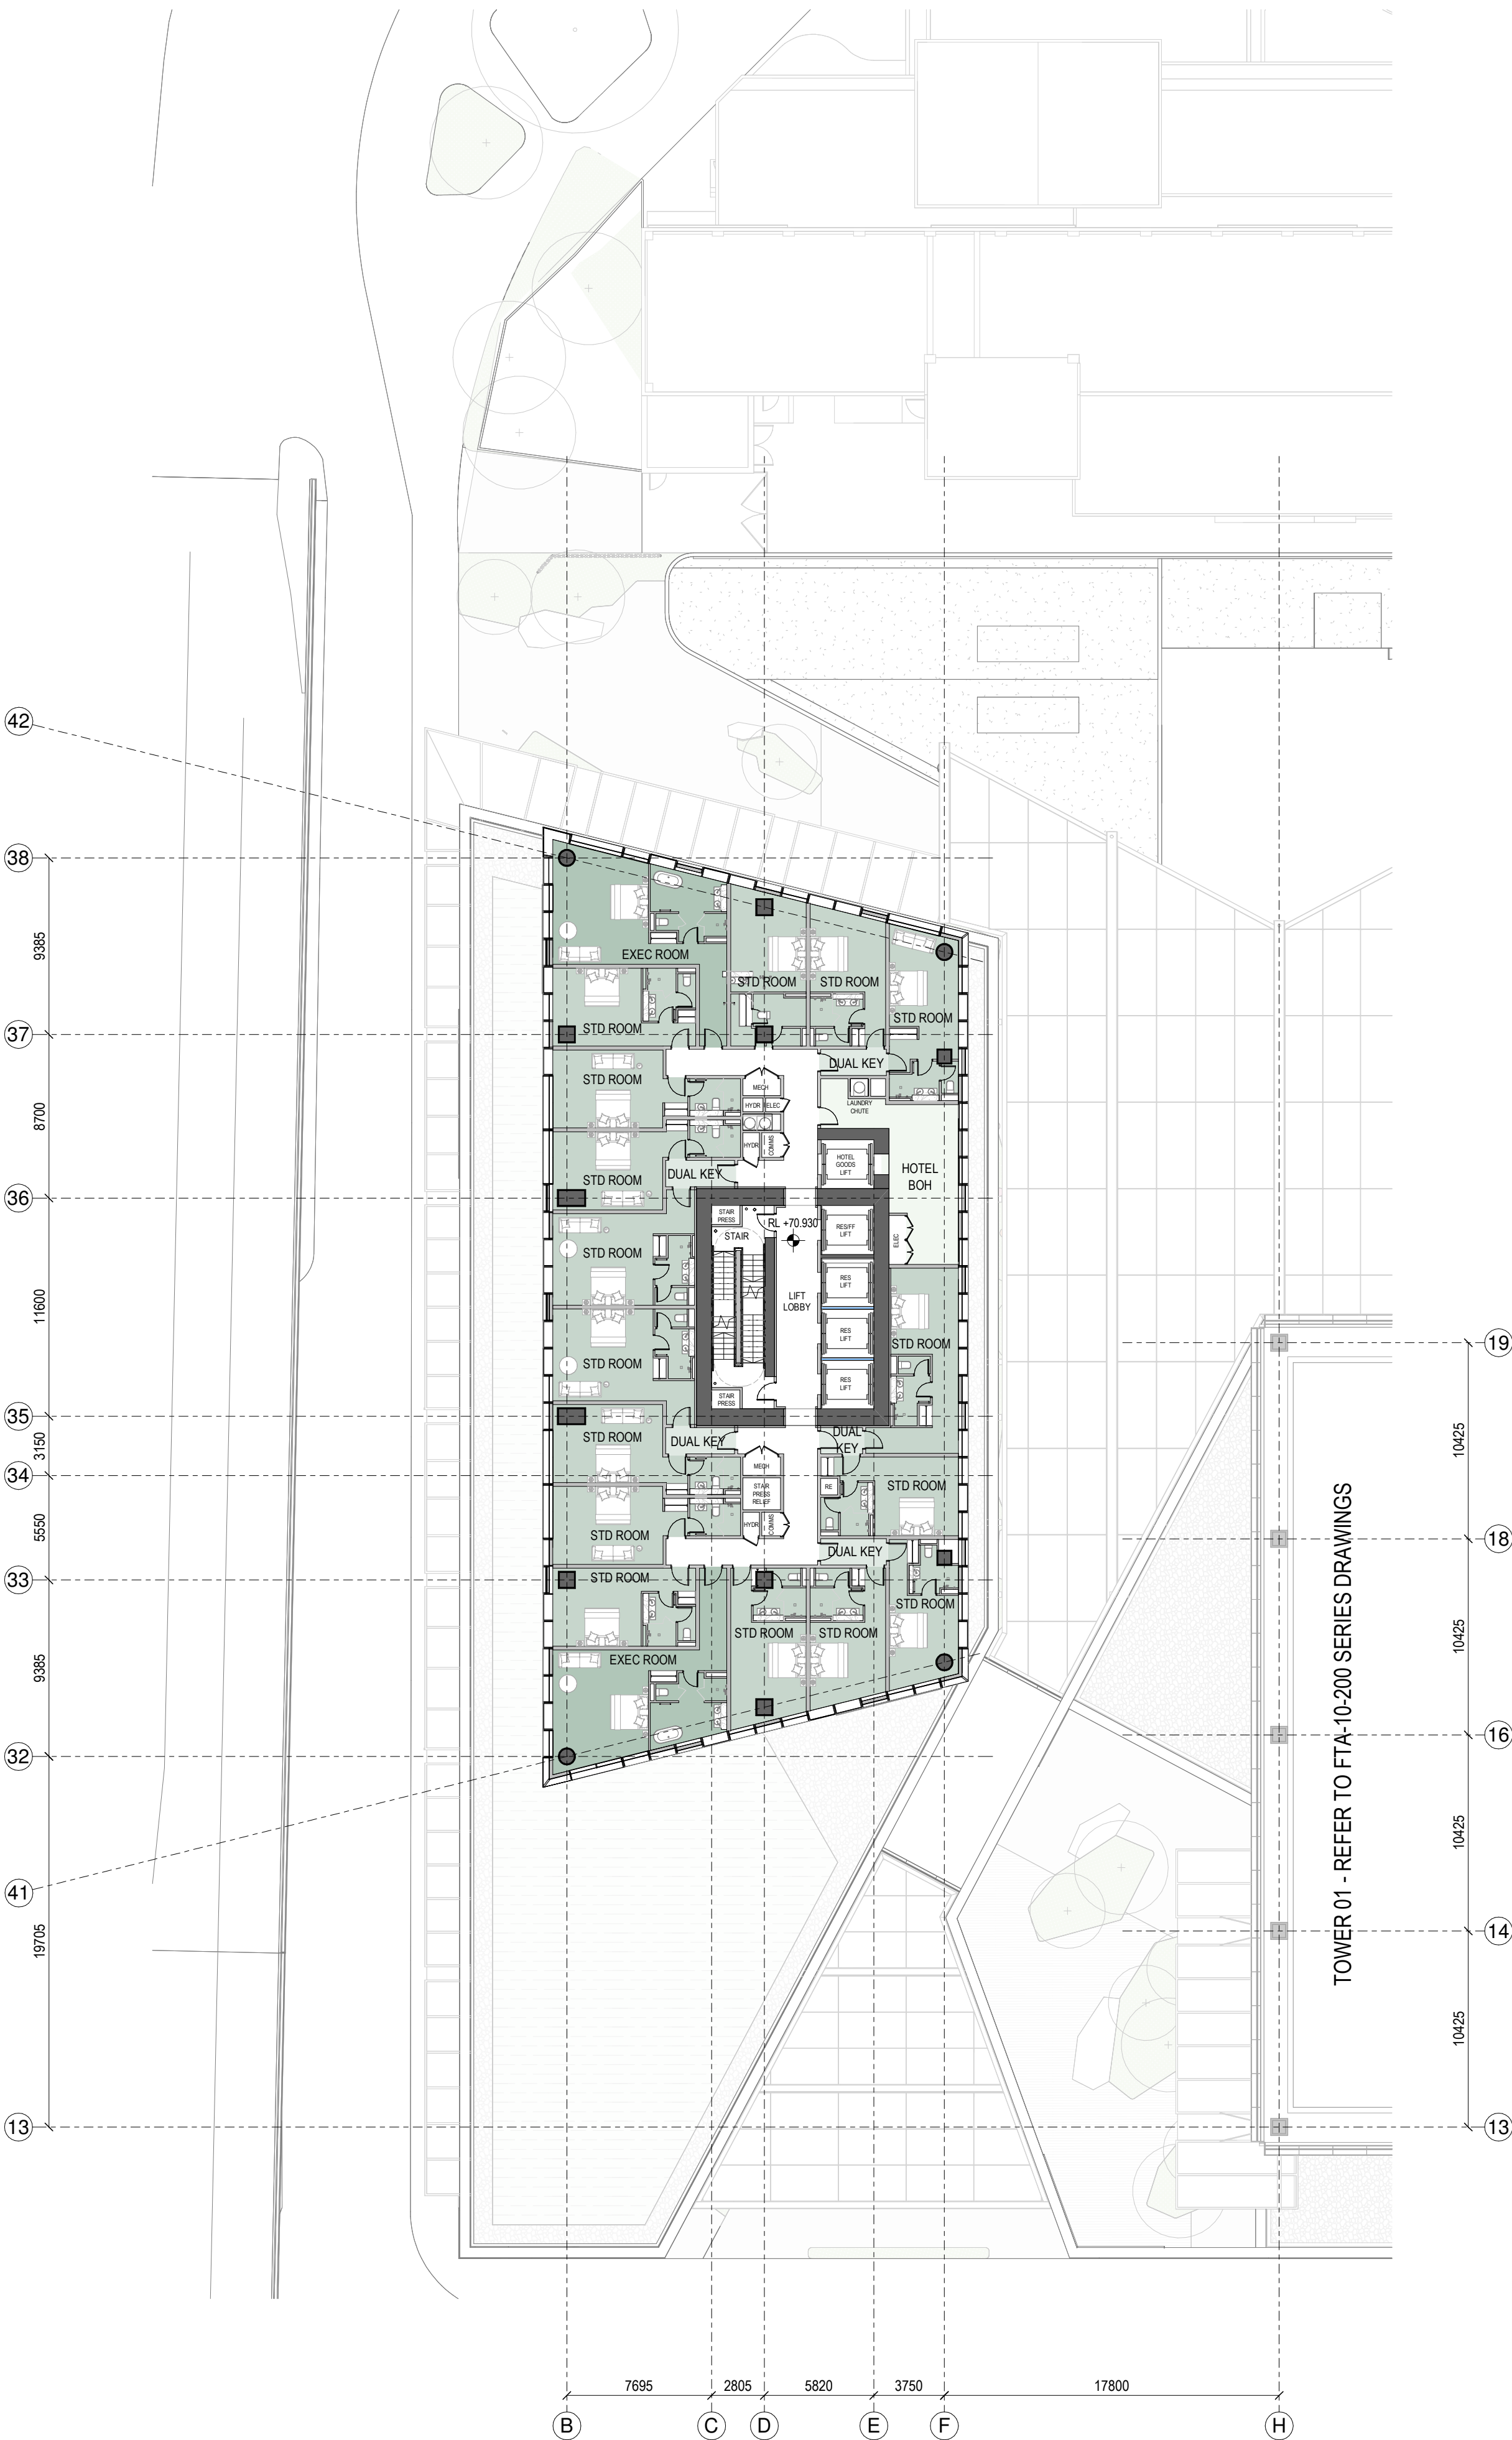 42
38
9385
EXEC ROOM
STD ROOM
STD ROOM
STD ROOM
STD ROOM
37
DUAL KEY
STD ROOM
MECH
HYDR
ELEC
LAUNDRY
CHUTE
8700
HYDR
COMMS
HOTEL
GOODS
LIFT
HOTEL
BOH
DUAL KEY
STD ROOM
36
STAIR
PRESS
RL +70.930
STAIR
RES/FF
LIFT
ELEC
STD ROOM
RES
LIFT
LIFT
LOBBY
11600
RES
LIFT
STD ROOM
19
STD ROOM
RES
LIFT
STAIR
PRESS
35
STD ROOM
DUAL KEY
DUAL
KEY
3150
10425
MECH
34
STAIR
PRESS
RELIEF
RE
STD ROOM
5550
HYDR
COMMS
STD ROOM
18
DUAL KEY
33
STD ROOM
STD ROOM
STD ROOM
STD ROOM
EXEC ROOM
9385
10425
TOWER 01 - REFER TO FTA-10-200 SERIES DRAWINGS
16
32
10425
41
14
19705
10425
13
13
7695
2805
5820
3750
17800
B
C
D
E
F
H